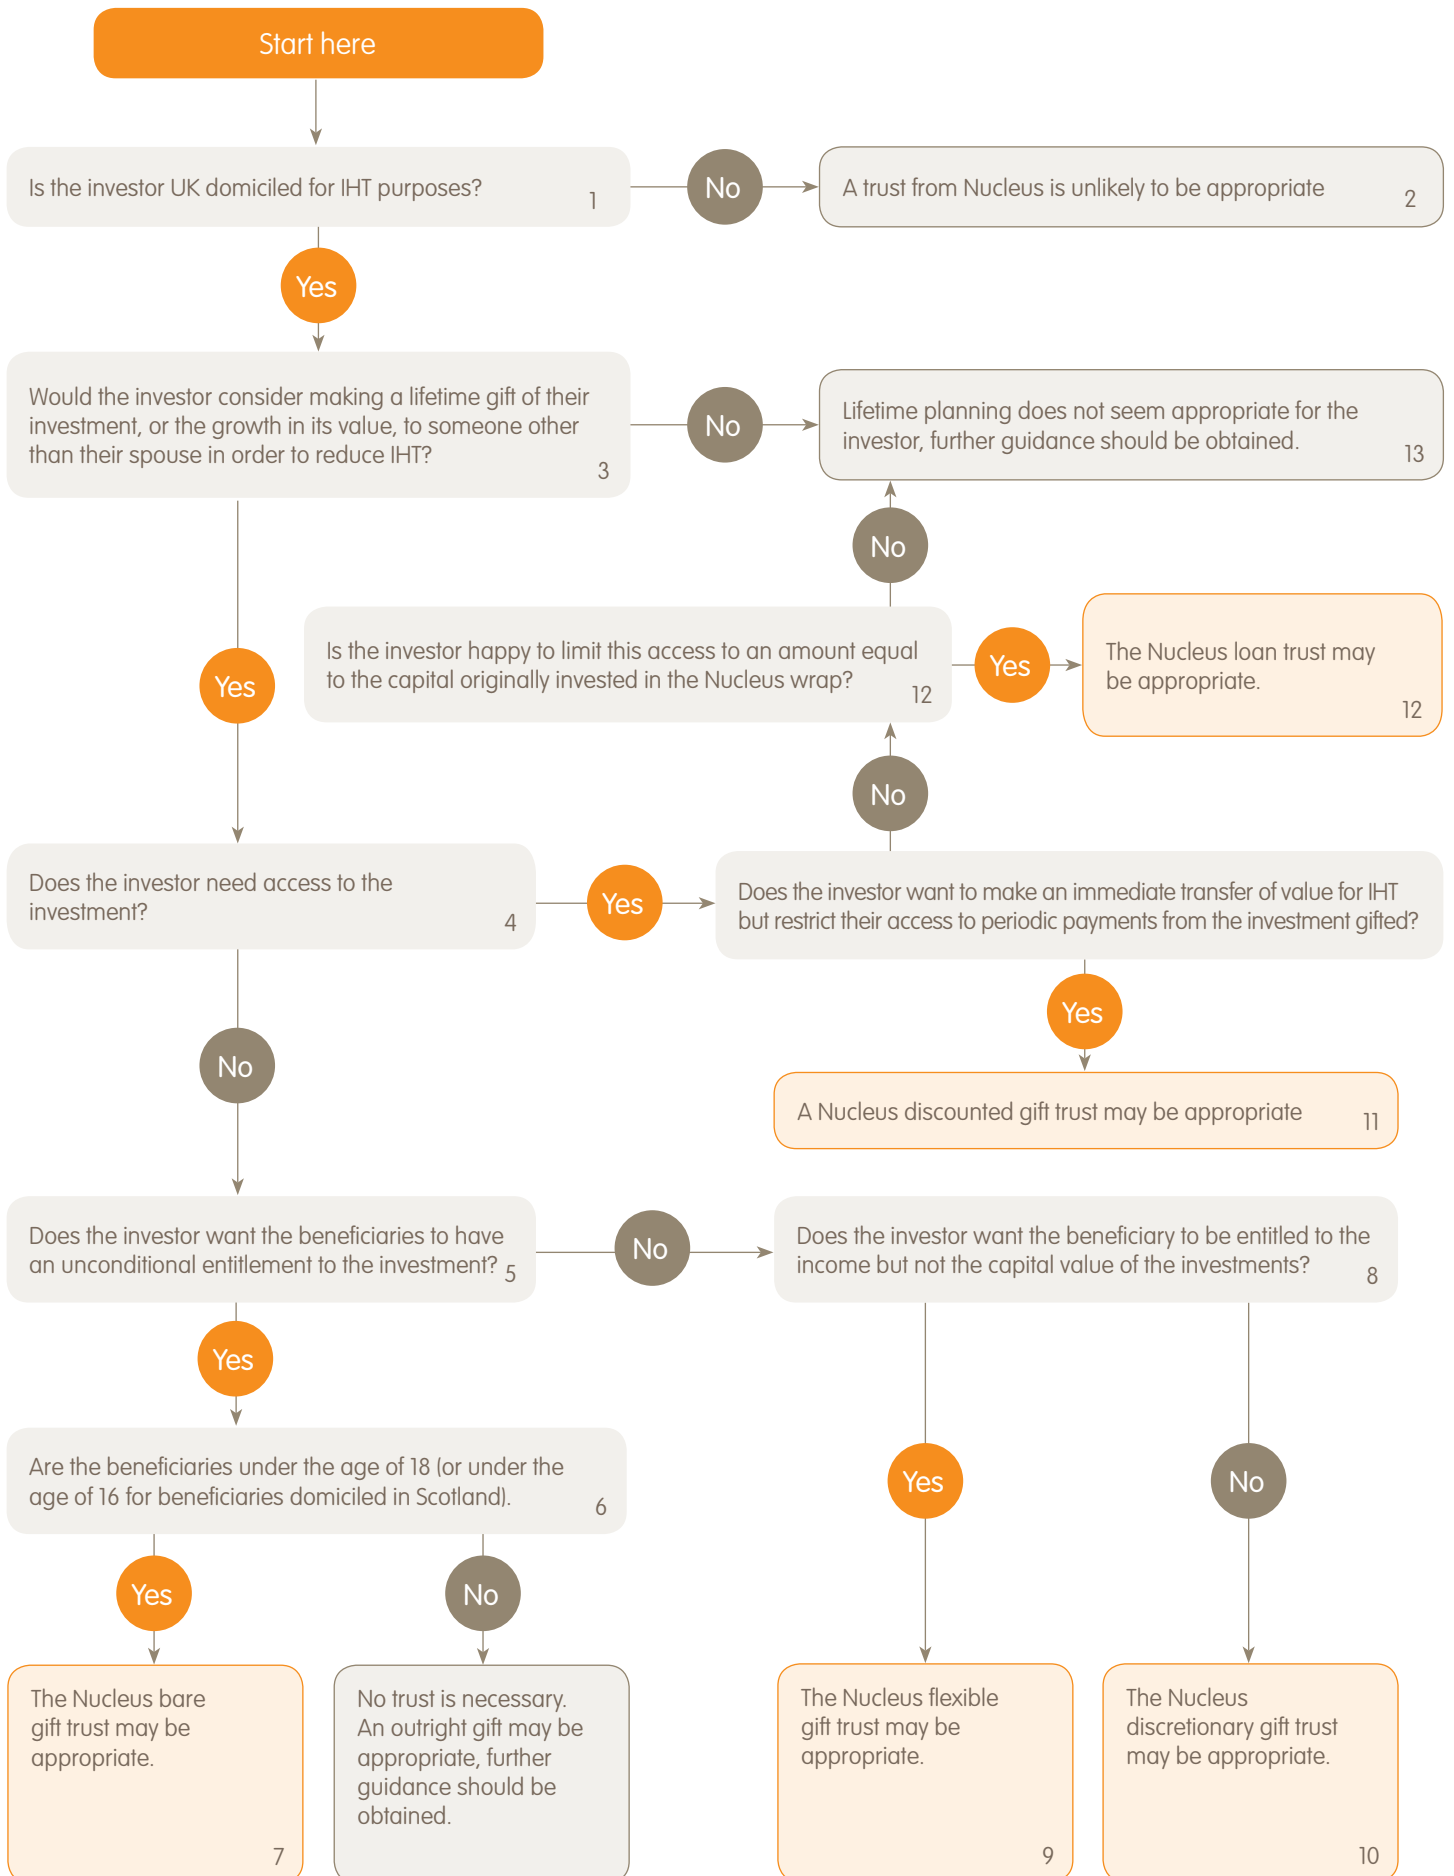 Start here
Is the investor UK domiciled for IHT purposes?
1
No
A trust from Nucleus is unlikely to be appropriate
2
Yes
Would the investor consider making a lifetime gift of their
investment, or the growth in its value, to someone other
than their spouse in order to reduce IHT?
3
No
Lifetime planning does not seem appropriate for the
investor, further guidance should be obtained.
13
No
Yes
Is the investor happy to limit this access to an amount equal
to the capital originally invested in the Nucleus wrap?
12
Yes
The Nucleus loan trust may
be appropriate.
12
No
Does the investor need access to the
investment?
4
Yes
Does the investor want to make an immediate transfer of value for IHT
but restrict their access to periodic payments from the investment gifted?
Yes
A Nucleus discounted gift trust may be appropriate
11
No
Does the investor want the beneficiaries to have
an unconditional entitlement to the investment?
5
No
Does the investor want the beneficiary to be entitled to the
income but not the capital value of the investments?
8
Yes
Are the beneficiaries under the age of 18 (or under the
age of 16 for beneficiaries domiciled in Scotland).
6
Yes
No
Yes
No
The Nucleus bare
gift trust may be
appropriate.
7
No trust is necessary.
An outright gift may be
appropriate, further
guidance should be
obtained.
The Nucleus flexible
gift trust may be
appropriate.
9
The Nucleus
discretionary gift trust
may be appropriate.
10